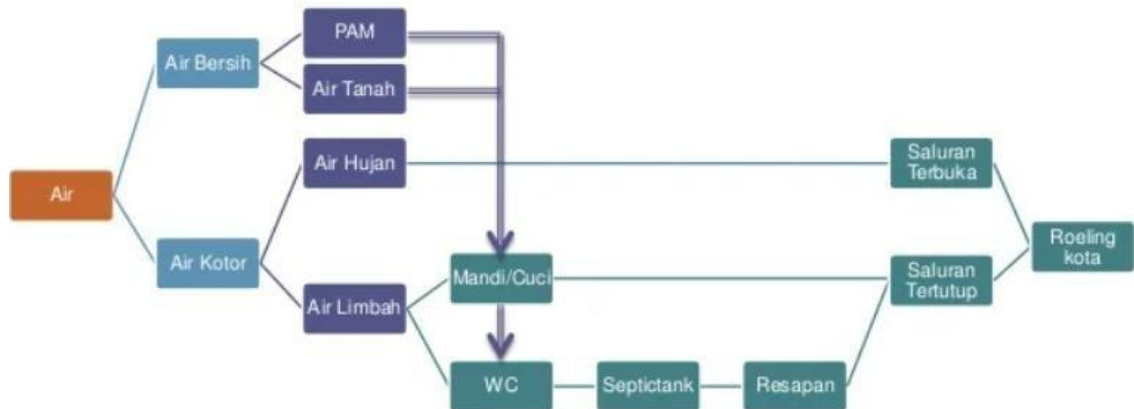 PAM
Air Bersih
Air Tanah
Air Hujan
Saluran
Terbuka
Air
Roeling
kota
Air Kotor
Mandi/Cuci
Saluran
Tertutup
Air Limbah
WC
Septictank
Resapan